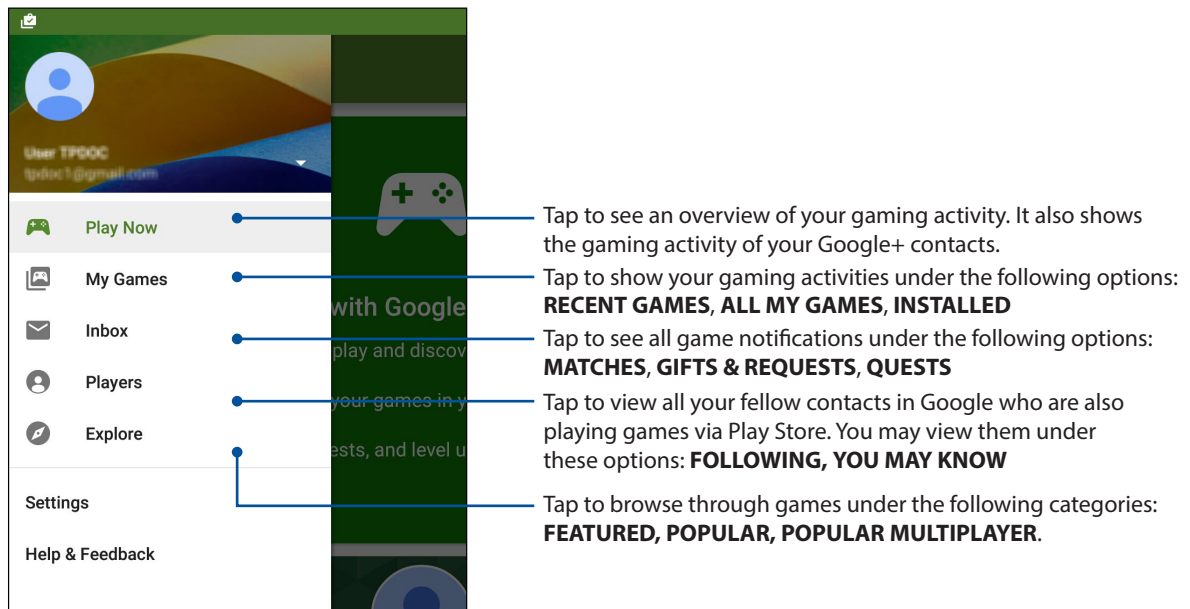 User TPDOC
tpdoc1@gmail.com
Play Now
My Games
Inbox
Players
Explore
Settings
Help & Feedback
with Google
play and discov
your games in y
ests, and level u
Tap to see an overview of your gaming activity. It also shows
the gaming activity of your Google+ contacts.
Tap to show your gaming activities under the following options:
RECENT GAMES, ALL MY GAMES, INSTALLED
Tap to see all game notifications under the following options:
MATCHES, GIFTS & REQUESTS, QUESTS
Tap to view all your fellow contacts in Google who are also
playing games via Play Store. You may view them under
these options: FOLLOWING, YOU MAY KNOW
Tap to browse through games under the following categories:
FEATURED, POPULAR, POPULAR MULTIPLAYER.